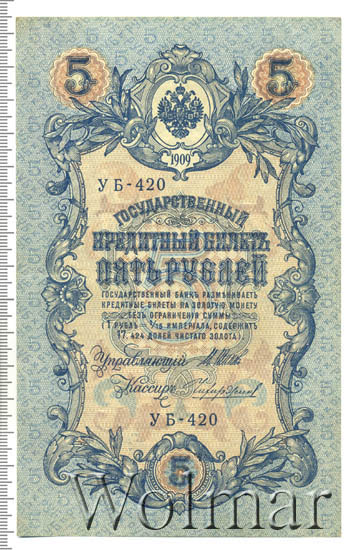 5 5
1909
УБ-420
ГОСУДАРСТВЕННЫЙ
КРЕДИТНЫЙ БИЛЕТЪ
ПЯТЬ РУБЛЕЙ
ГОСУДАРСТВЕННЫЙ БАНКЪ РАЗМѢНИВАЕТЪ
КРЕДИТНЫЕ БИЛЕТЫ НА ЗОЛОТУЮ МОНЕТУ
БЕЗЪ ОГРАНИЧЕНІЯ СУММЫ
(1 РУБЛЬ = 1/15 ИМПЕРІАЛА, СОДЕРЖИТЪ
17,424 ДОЛЕЙ ЧИСТАГО ЗОЛОТА)
Управляющій
Кассиръ
УБ-420
5
Wolmar